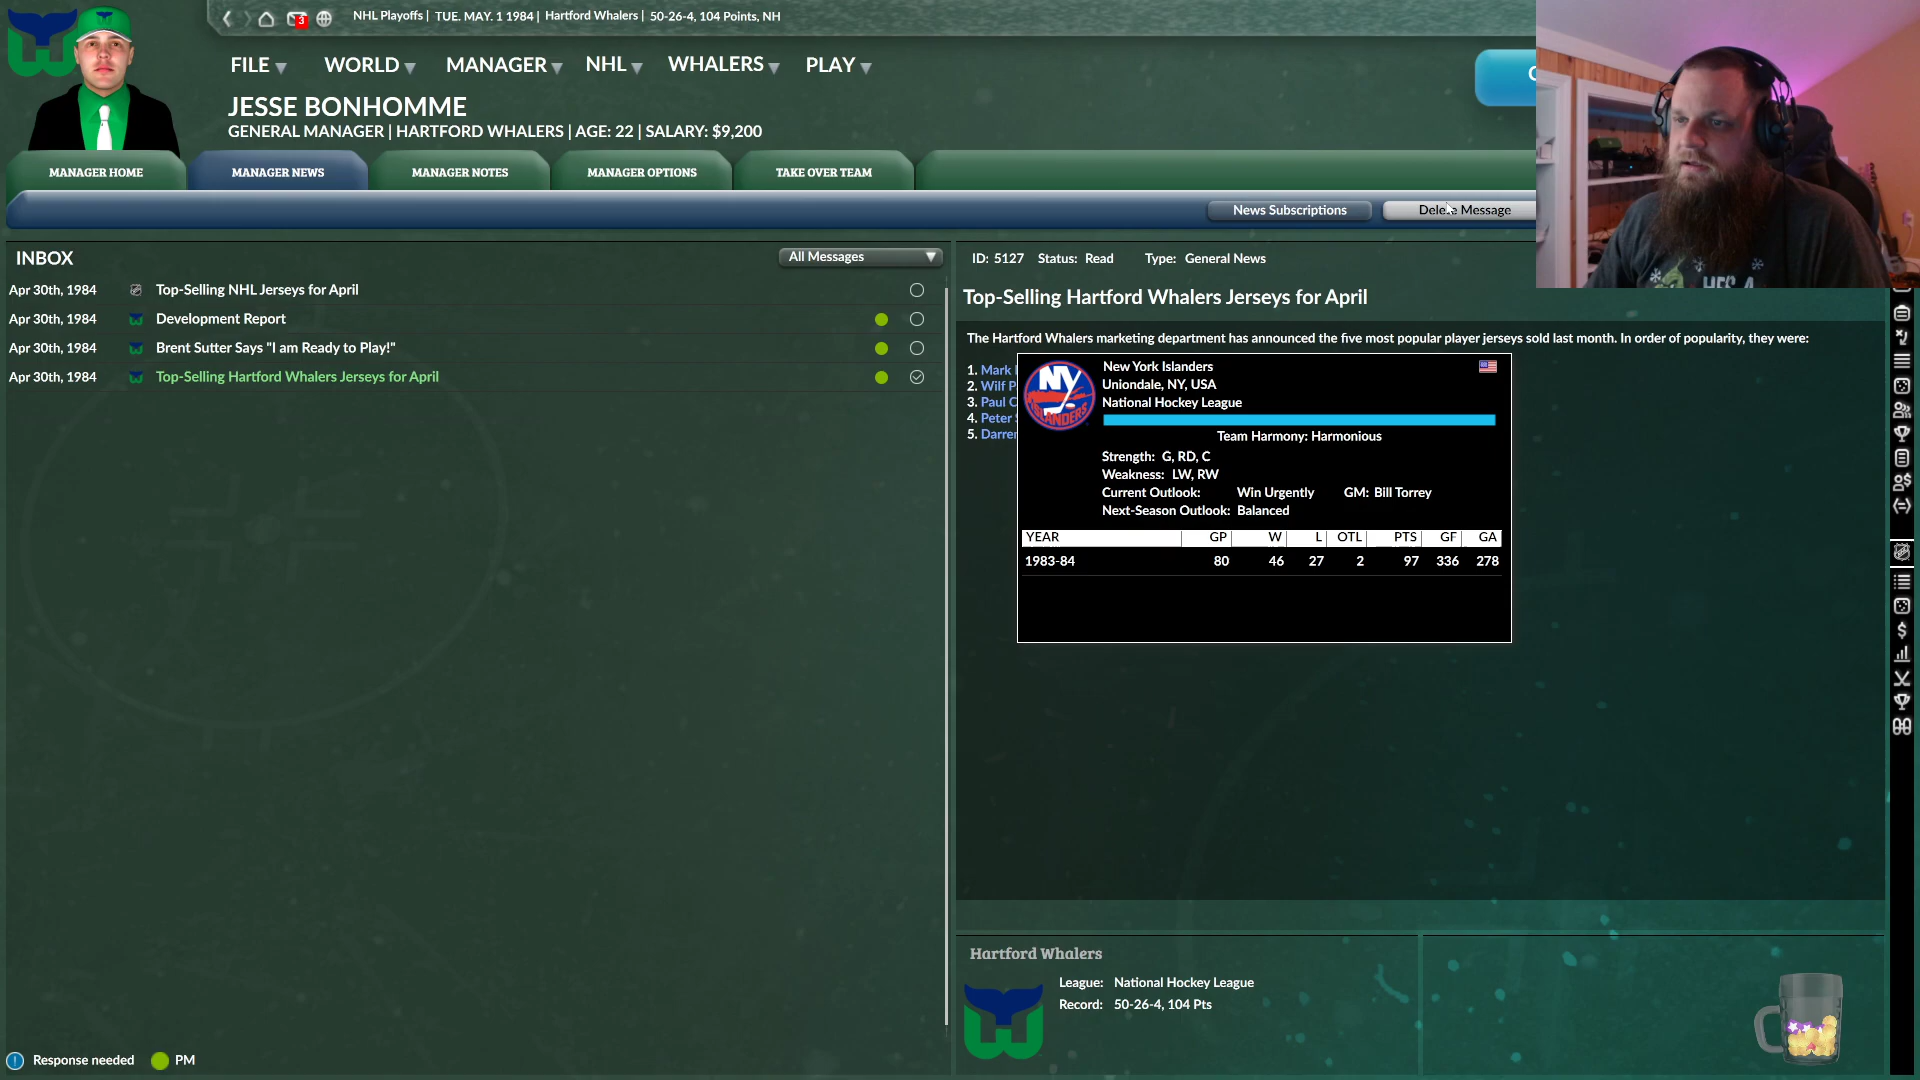 NHL Playoffs | TUE. MAY. 1 1984 | Hartford Whalers | 50-26-4, 104 Points, NH
3
FILE WORLD MANAGER NHL WHALERS PLAY
JESSE BONHOMME
GENERAL MANAGER | HARTFORD WHALERS | AGE: 22 | SALARY: $9,200
MANAGER HOME MANAGER NEWS MANAGER NOTES MANAGER OPTIONS TAKE OVER TEAM
News Subscriptions Delete Message
INBOX All Messages
Apr 30th, 1984 Top-Selling NHL Jerseys for April
Apr 30th, 1984 Development Report
Apr 30th, 1984 Brent Sutter Says "I am Ready to Play!"
Apr 30th, 1984 Top-Selling Hartford Whalers Jerseys for April
ID: 5127 Status: Read Type: General News
Top-Selling Hartford Whalers Jerseys for April
The Hartford Whalers marketing department has announced the five most popular player jerseys sold last month. In order of popularity, they were:
1. Mark
2. Wilf P
3. Paul C
4. Peter
5. Darren
NY
ISLANDERS
New York Islanders
Uniondale, NY, USA
National Hockey League
Team Harmony: Harmonious
Strength: G, RD, C
Weakness: LW, RW
Current Outlook: Win Urgently GM: Bill Torrey
Next-Season Outlook: Balanced
YEAR GP W L OTL PTS GF GA
1983-84 80 46 27 2 97 336 278
Hartford Whalers
League: National Hockey League
Record: 50-26-4, 104 Pts
Response needed PM